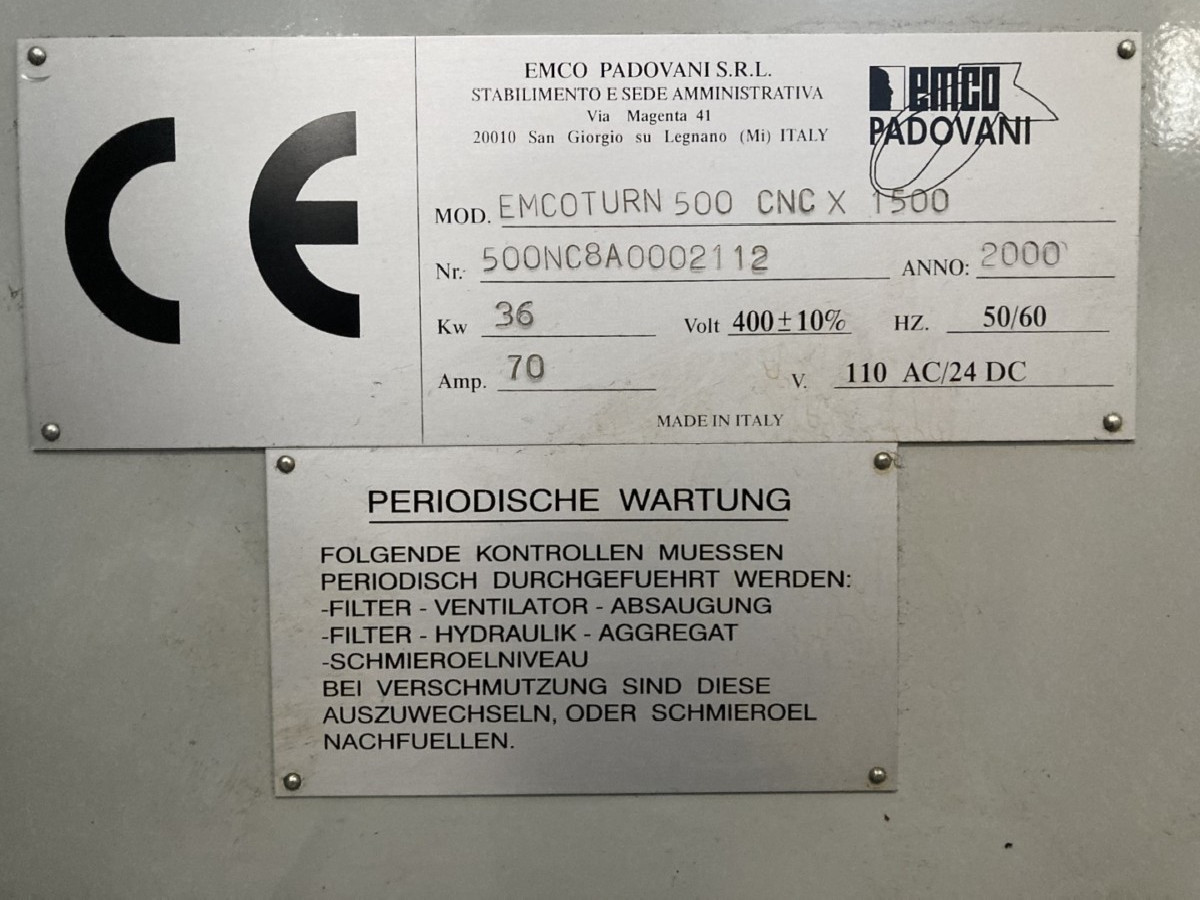 CE
EMCO PADOVANI S.R.L.
STABILIMENTO E SEDE AMMINISTRATIVA
Via Magenta 41
20010 San Giorgio su Legnano (Mi) ITALY
emco
PADOVANI
MOD. EMCOTURN 500 CNC X 1500
Nr. 500NC8A0002112 ANNO: 2000
Kw 36 Volt 400±10% HZ. 50/60
Amp. 70 V. 110 AC/24 DC
MADE IN ITALY
PERIODISCHE WARTUNG
FOLGENDE KONTROLLEN MUESSEN
PERIODISCH DURCHGEFUEHRT WERDEN:
-FILTER - VENTILATOR - ABSAUGUNG
-FILTER - HYDRAULIK - AGGREGAT
-SCHMIEROELNIVEAU
BEI VERSCHMUTZUNG SIND DIESE
AUSZUWECHSELN, ODER SCHMIEROEL
NACHFUELLEN.